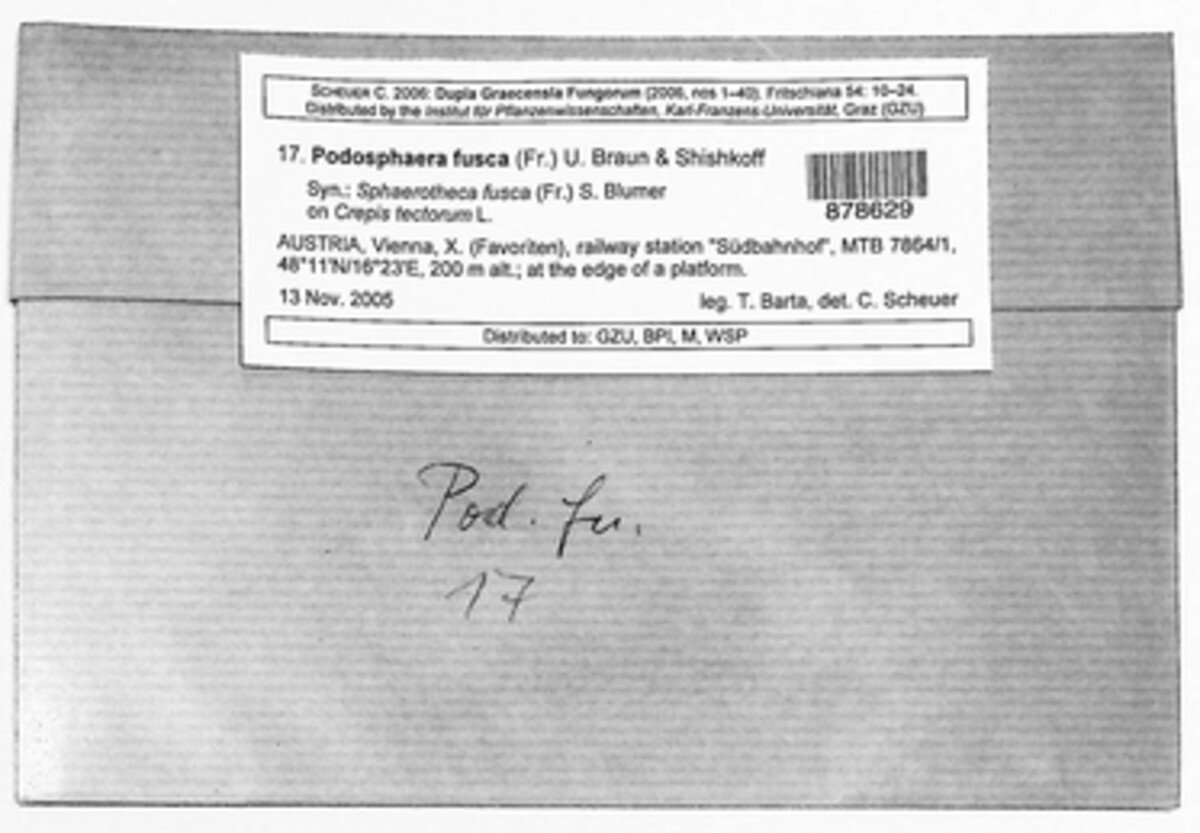 SCHEUER C. 2006: Dupla Graecensia Fungorum (2006, nos 1–40). Fritschiana 54: 10–24.
Distributed by the Institut für Pflanzenwissenschaften, Karl-Franzens-Universität, Graz (GZU)
17. Podosphaera fusca (Fr.) U. Braun & Shishkoff
Syn.: Sphaerotheca fusca (Fr.) S. Blumer
on Crepis tectorum L.
878629
AUSTRIA, Vienna, X. (Favoriten), railway station "Südbahnhof", MTB 7864/1,
48°11'N/16°23'E, 200 m alt.; at the edge of a platform.
13 Nov. 2005 leg. T. Barta, det. C. Scheuer
Distributed to: GZU, BPI, M, WSP
Pod. fu.
17